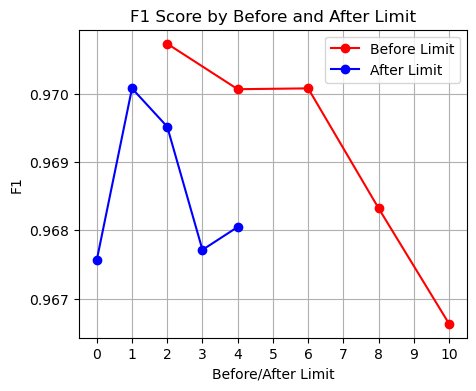 F1 Score by Before and After Limit
Before Limit
After Limit
0.970
0.969
0.968
0.967
F1
0 1 2 3 4 5 6 7 8 9 10
Before/After Limit